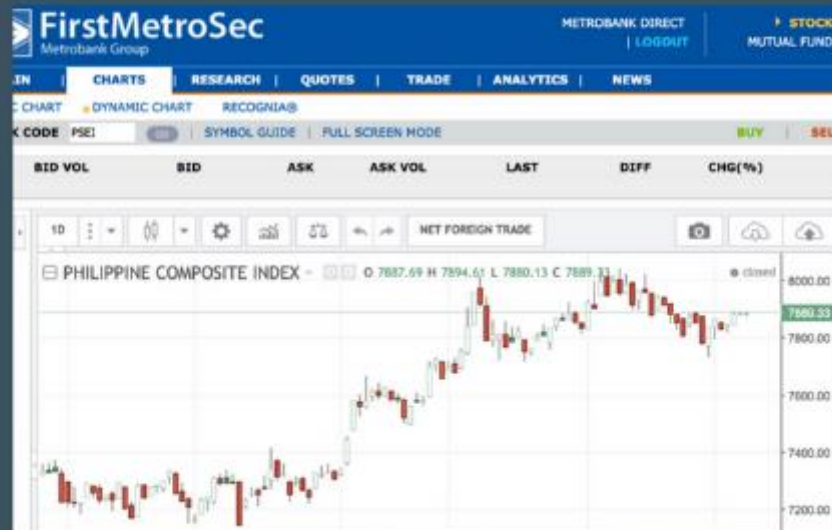 FirstMetroSec
METROBANK DIRECT
STOCK
Metrobank Group
| LOGOUT
MUTUAL FUND
IN | CHARTS | RESEARCH | QUOTES | TRADE | ANALYTICS | NEWS
C CHART DYNAMIC CHART RECOGNIA®
K CODE PSEI | SYMBOL GUIDE | FULL SCREEN MODE BUY | SEL
BID VOL BID ASK ASK VOL LAST DIFF CHG(%)
1D NET FOREIGN TRADE
PHILIPPINE COMPOSITE INDEX O 7887.69 H 7894.61 L 7880.13 C 7889.33 closed
8000.00
7800.00
7600.00
7400.00
7200.00